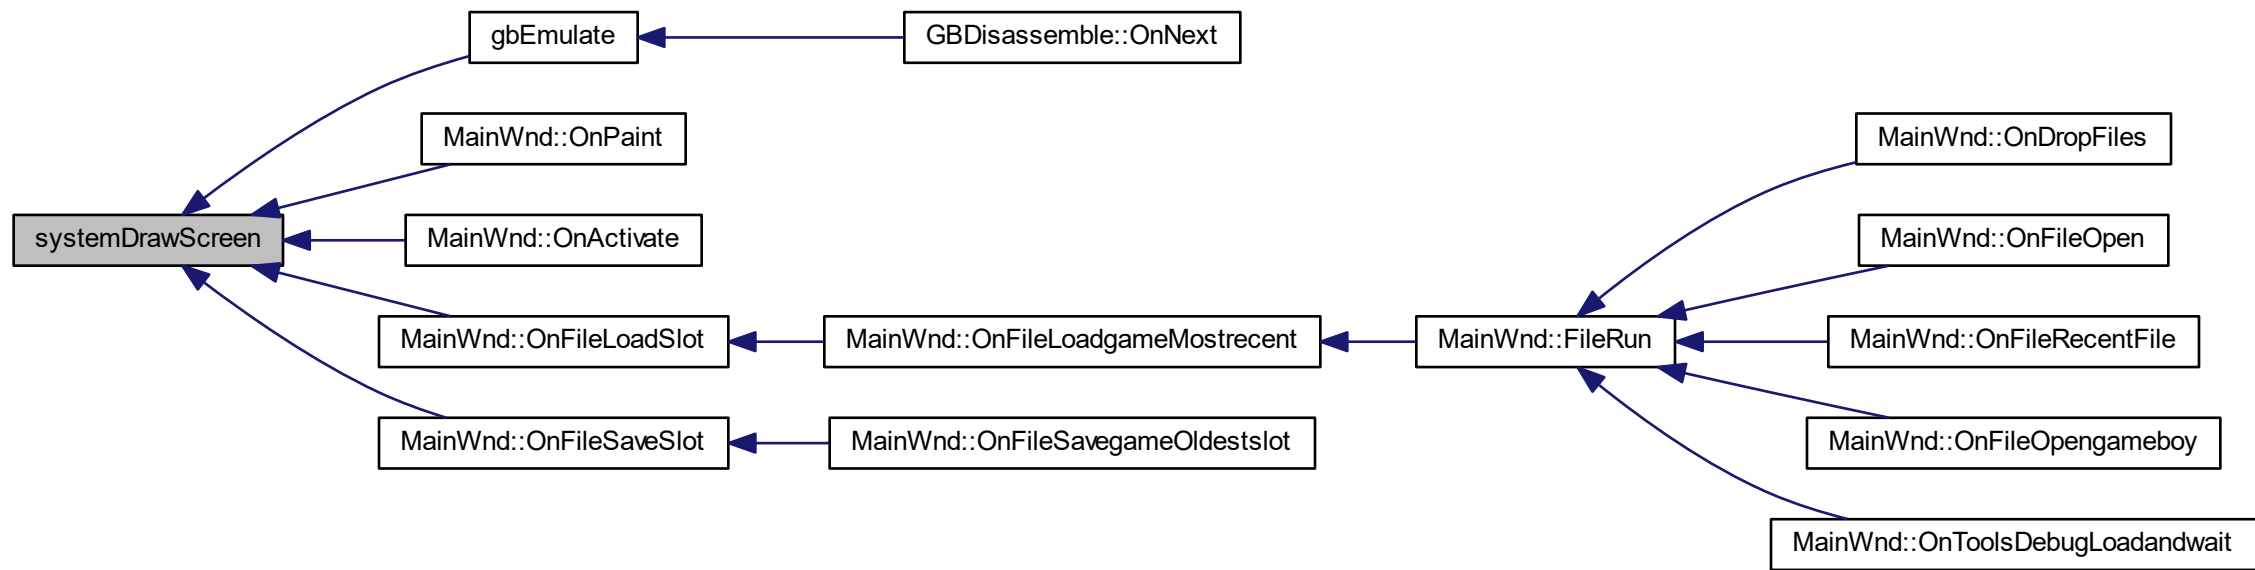 gbEmulate
GBDisassemble::OnNext
MainWnd::OnPaint
MainWnd::OnDropFiles
systemDrawScreen
MainWnd::OnActivate
MainWnd::OnFileOpen
MainWnd::OnFileLoadSlot
MainWnd::OnFileLoadgameMostrecent
MainWnd::FileRun
MainWnd::OnFileRecentFile
MainWnd::OnFileSaveSlot
MainWnd::OnFileSavegameOldestslot
MainWnd::OnFileOpengameboy
MainWnd::OnToolsDebugLoadandwait